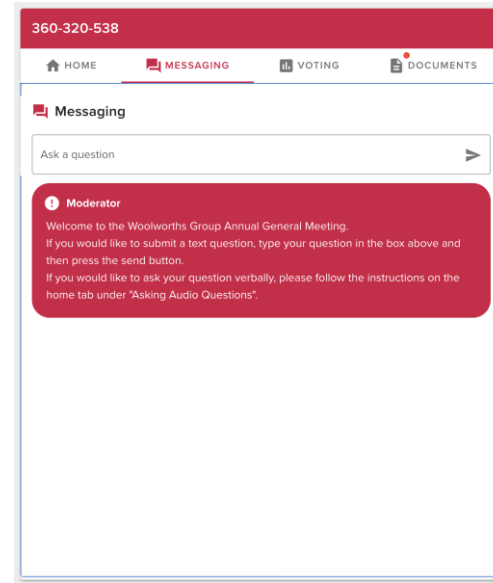 360-320-538
HOME MESSAGING VOTING DOCUMENTS
Messaging
Ask a question
Moderator
Welcome to the Woolworths Group Annual General Meeting.
If you would like to submit a text question, type your question in the box above and
then press the send button.
If you would like to ask your question verbally, please follow the instructions on the
home tab under "Asking Audio Questions".